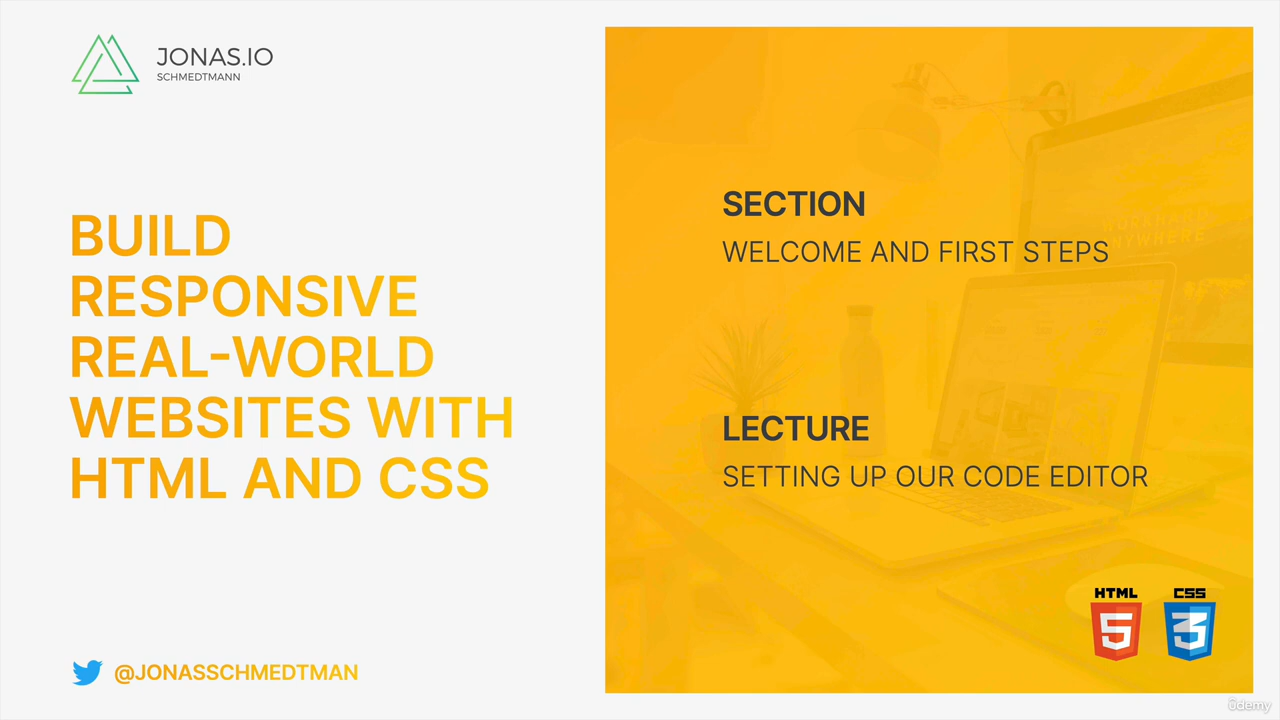 JONAS.IO
SCHMEDTMANN
BUILD
RESPONSIVE
REAL-WORLD
WEBSITES WITH
HTML AND CSS
@JONASSCHMEDTMAN
SECTION
WELCOME AND FIRST STEPS
LECTURE
SETTING UP OUR CODE EDITOR
HTML
5
CSS
3
ûdemy